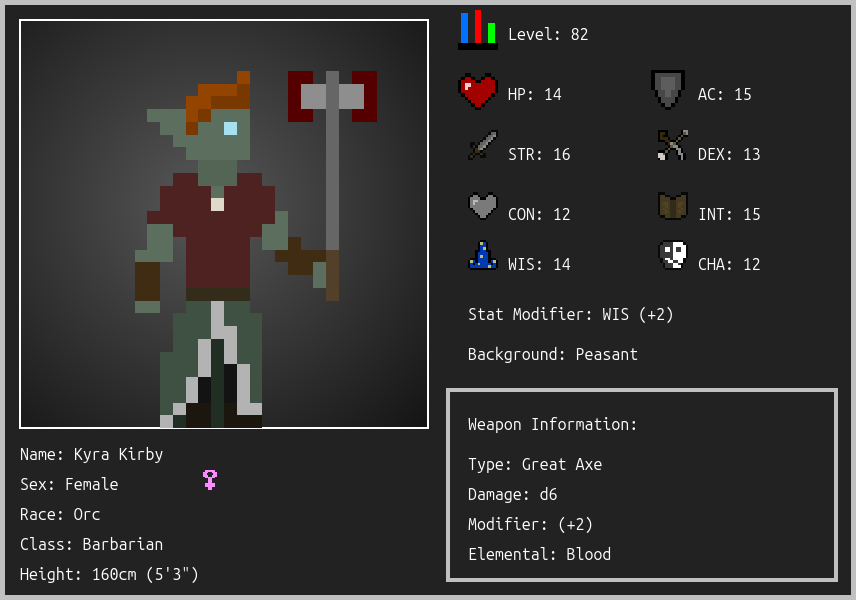 Level: 82
HP: 14
AC: 15
STR: 16
DEX: 13
CON: 12
INT: 15
WIS: 14
CHA: 12
Stat Modifier: WIS (+2)
Background: Peasant
Name: Kyra Kirby
Sex: Female
Race: Orc
Class: Barbarian
Height: 160cm (5'3")
Weapon Information:
Type: Great Axe
Damage: d6
Modifier: (+2)
Elemental: Blood